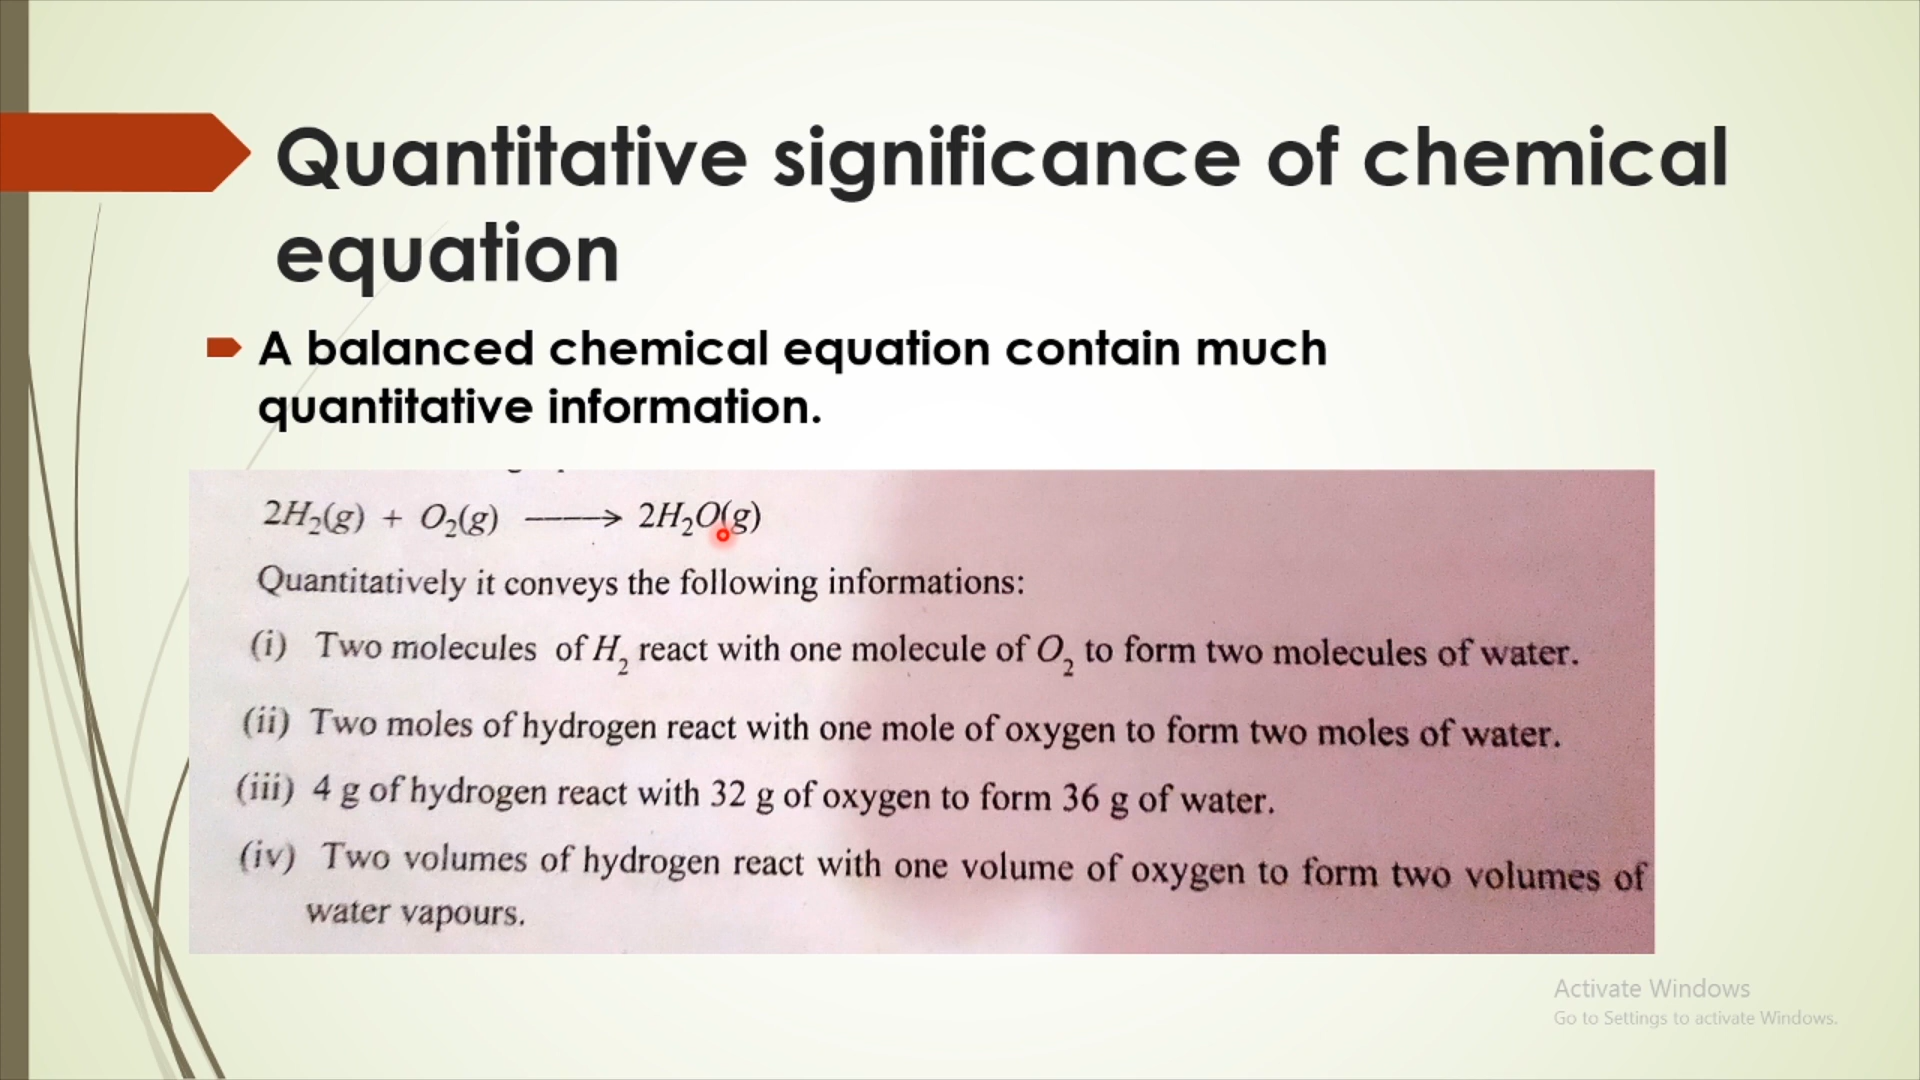 Quantitative significance of chemical
equation
A balanced chemical equation contain much
quantitative information.
2H₂(g) + O₂(g) ⟶ 2H₂O(g)
Quantitatively it conveys the following informations:
(i) Two molecules of H₂ react with one molecule of O₂ to form two molecules of water.
(ii) Two moles of hydrogen react with one mole of oxygen to form two moles of water.
(iii) 4 g of hydrogen react with 32 g of oxygen to form 36 g of water.
(iv) Two volumes of hydrogen react with one volume of oxygen to form two volumes of
water vapours.
Activate Windows
Go to Settings to activate Windows.